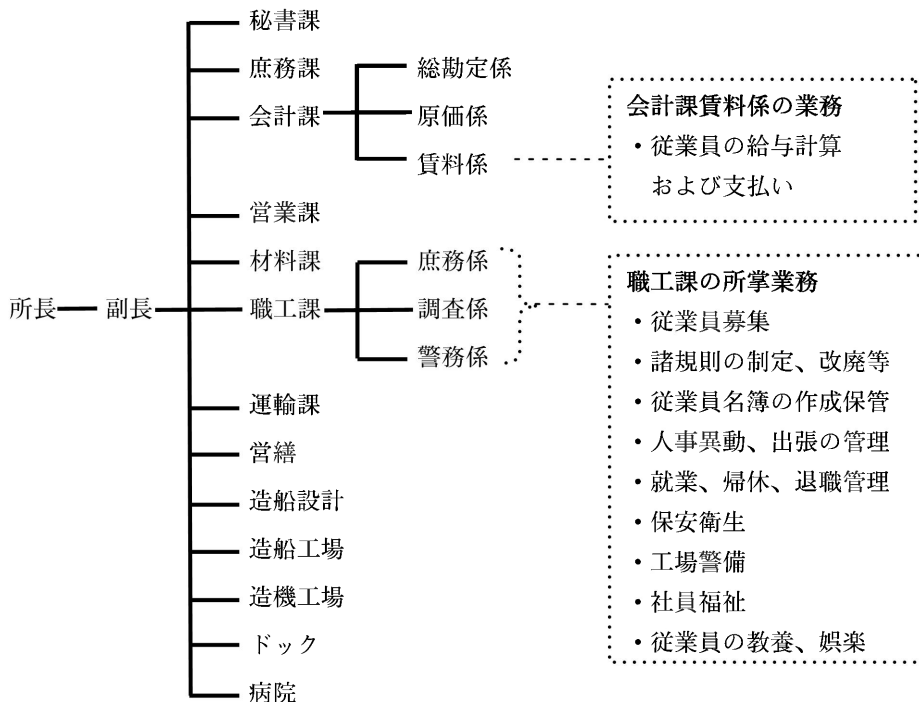 秘書課
庶務課
会計課
総勘定係
原価係
賃料係
会計課賃料係の業務
・従業員の給与計算
および支払い
営業課
材料課
所長
副長
職工課
庶務係
調査係
警務係
職工課の所掌業務
・従業員募集
・諸規則の制定、改廃等
・従業員名簿の作成保管
・人事異動、出張の管理
・就業、帰休、退職管理
・保安衛生
・工場警備
・社員福祉
・従業員の教養、娯楽
運輸課
営繕
造船設計
造船工場
造機工場
ドック
病院